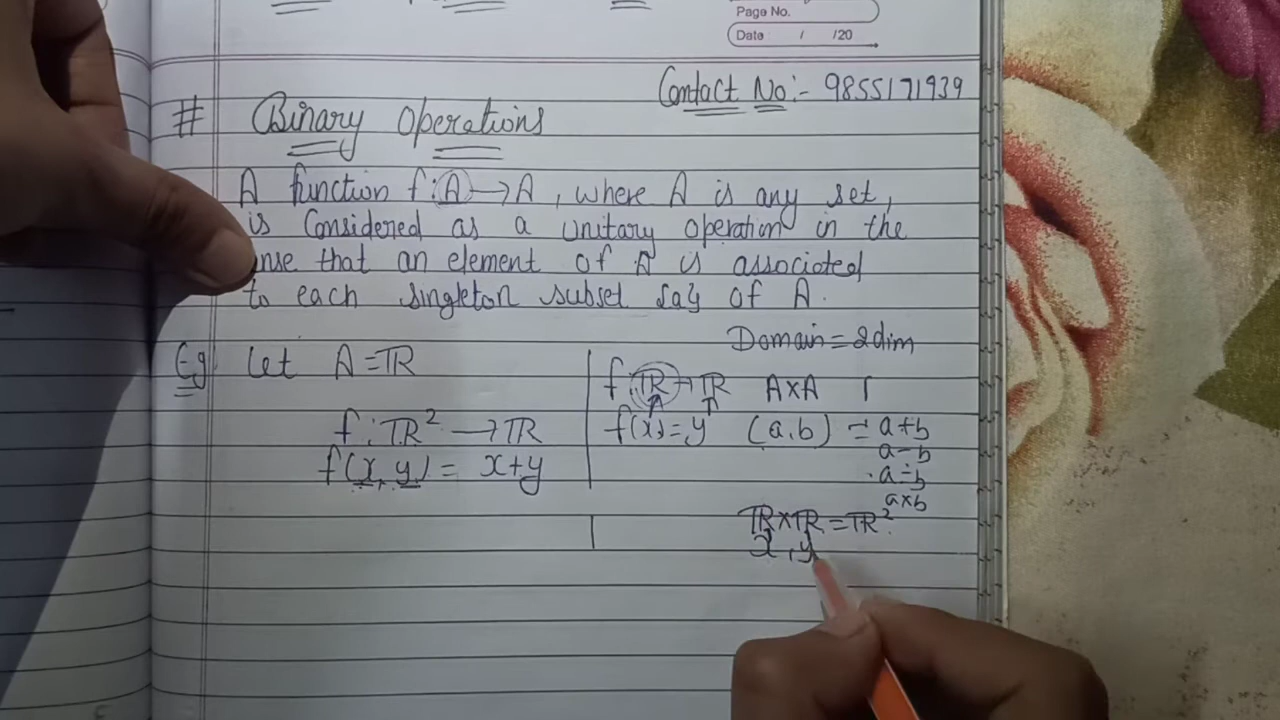 Page No.
Date / /20
Contact No:- 9855171939
# Binary Operations
A function f:A→A, where A is any set,
is Considered as a unitary operation in the
nse that an element of A is associated
to each singleton subset say of A.
Domain = 2dim
Eg Let A=ℝ
f:ℝ→ℝ A×A
f:ℝ²→ℝ
f(x)=y (a,b) = a+b
a-b
f(x,y)= x+y
a÷b
a×b
ℝ×ℝ=ℝ²
x,y